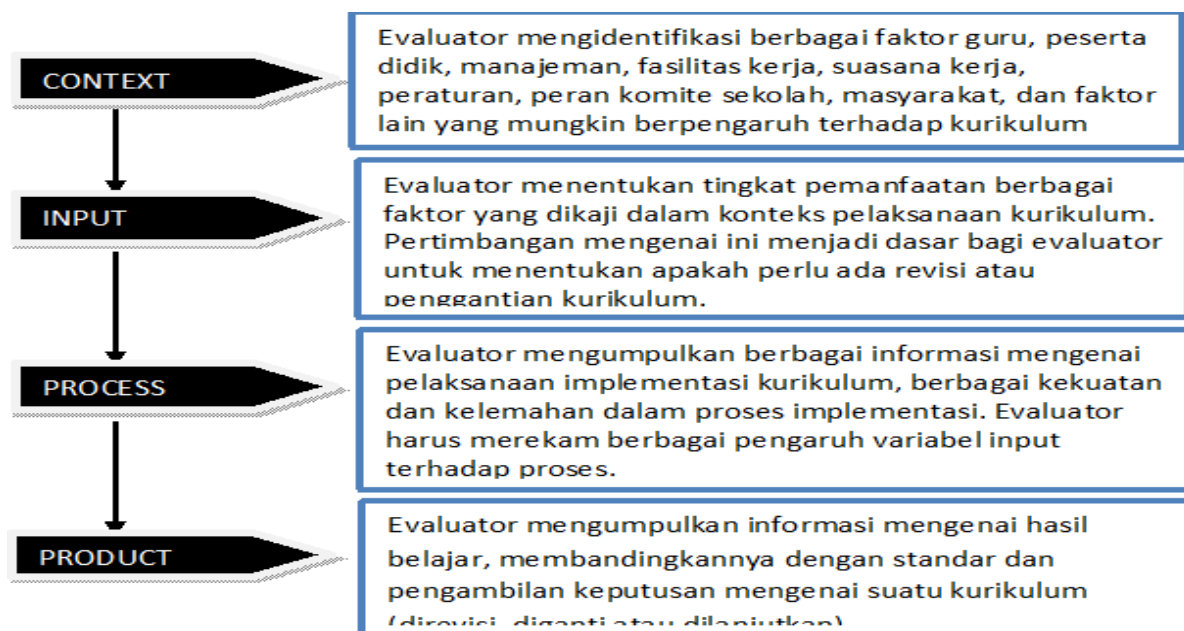 CONTEXT
Evaluator mengidentifikasi berbagai faktor guru, peserta
didik, manajeman, fasilitas kerja, suasana kerja,
peraturan, peran komite sekolah, masyarakat, dan faktor
lain yang mungkin berpengaruh terhadap kurikulum
INPUT
Evaluator menentukan tingkat pemanfaatan berbagai
faktor yang dikaji dalam konteks pelaksanaan kurikulum.
Pertimbangan mengenai ini menjadi dasar bagi evaluator
untuk menentukan apakah perlu ada revisi atau
penggantian kurikulum.
PROCESS
Evaluator mengumpulkan berbagai informasi mengenai
pelaksanaan implementasi kurikulum, berbagai kekuatan
dan kelemahan dalam proses implementasi. Evaluator
harus merekam berbagai pengaruh variabel input
terhadap proses.
PRODUCT
Evaluator mengumpulkan informasi mengenai hasil
belajar, membandingkannya dengan standar dan
pengambilan keputusan mengenai suatu kurikulum
(direvisi, diganti atau dilanjutkan)